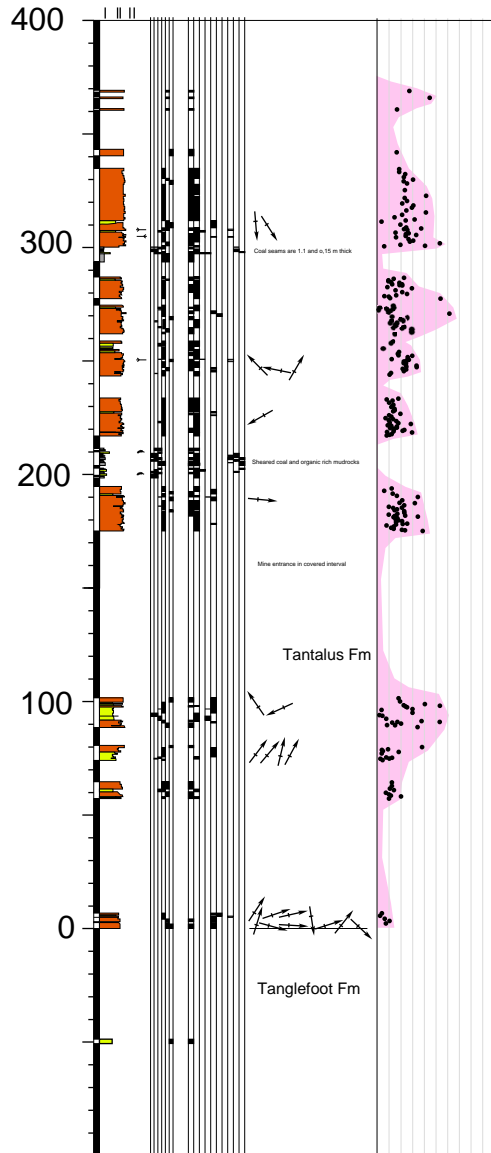 400
300
Coal seams are 1.1 and o,15 m thick
200
Sheared coal and organic rich mudrocks
Mine entrance in covered interval
Tantalus Fm
100
0
Tanglefoot Fm